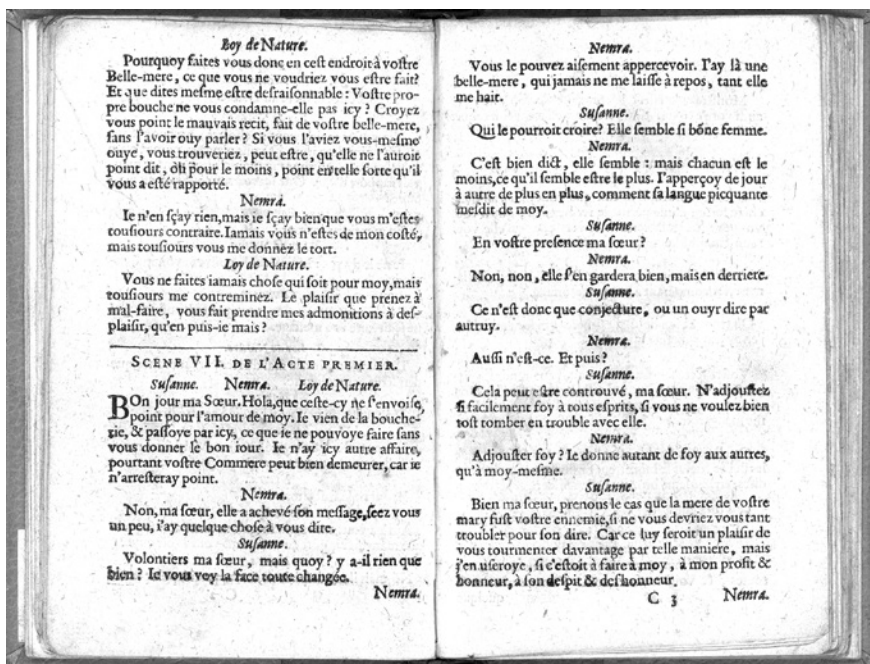 Loy de Nature.
Pourquoy faites vous donc en cest endroit à vostre
Belle-mere, ce que vous ne voudriez vous estre fait?
Et que dites mesme estre desraisonnable : Vostre pro-
pre bouche ne vous condamne-elle pas icy ? Croyez
vous point le mauvais recit, fait de vostre belle-mere,
sans l'avoir ouy parler ? Si vous l'aviez vous-mesme
ouye, vous trouveriez, peut estre, qu'elle ne l'auroit
point dit, ou pour le moins, point en telle sorte qu'il
vous a esté rapporté.
Nemra.
Ie n'en sçay rien, mais ie sçay bien que vous m'estes
tousiours contraire. Iamais vous n'estes de mon costé,
mais tousiours vous me donnez le tort.
Loy de Nature.
Vous ne faites iamais chose qui soit pour moy, mais
tousiours me contreminez. Le plaisir que prenez à
mal-faire, vous fait prendre mes admonitions à des-
plaisir, qu'en puis-ie mais ?
SCENE VII. DE L'ACTE PREMIER.
Susanne. Nemra. Loy de Nature.
BOn jour ma Sœur. Hola, que ceste-cy ne s'envoise
point pour l'amour de moy. Ie vien de la bouche-
rie, & passoye par icy, ce que ie ne pouvoye faire sans
vous donner le bon iour. Ie n'ay icy autre affaire,
pourtant vostre Commere peut bien demeurer, car ie
n'arresteray point.
Nemra.
Non, ma sœur, elle a achevé son message, seez vous
un peu, i'ay quelque chose à vous dire.
Susanne.
Volontiers ma sœur, mais quoy ? y a-il rien que
bien ? Ie vous voy la face toute changée.
Nemra.
Nemra.
Vous le pouvez aisement appercevoir. I'ay là une
belle-mere, qui jamais ne me laisse à repos, tant elle
me hait.
Susanne.
Qui le pourroit croire? Elle semble si bõne femme.
Nemra.
C'est bien dict, elle semble : mais chacun est le
moins, ce qu'il semble estre le plus. I'apperçoy de jour
à autre de plus en plus, comment sa langue picquante
mesdit de moy.
Susanne.
En vostre presence ma sœur ?
Nemra.
Non, non, elle s'en gardera bien, mais en derriere.
Susanne.
Ce n'est donc que conjecture, ou un ouyr dire par
autruy.
Nemra.
Aussi n'est-ce. Et puis ?
Susanne.
Cela peut estre controuvé, ma sœur. N'adjoustez
si facilement foy à tous esprits, si vous ne voulez bien
tost tomber en trouble avec elle.
Nemra.
Adjouster foy ? Ie donne autant de foy aux autres,
qu'à moy-mesme.
Susanne.
Bien ma sœur, prenons le cas que la mere de vostre
mary fust vostre ennemie, si ne vous devriez vous tant
troubler pour son dire. Car ce luy seroit un plaisir de
vous tourmenter davantage par telle maniere, mais
j'en useroye, si c'estoit à faire à moy, à mon profit &
honneur, à son despit & deshonneur.
C 3 Nemra.